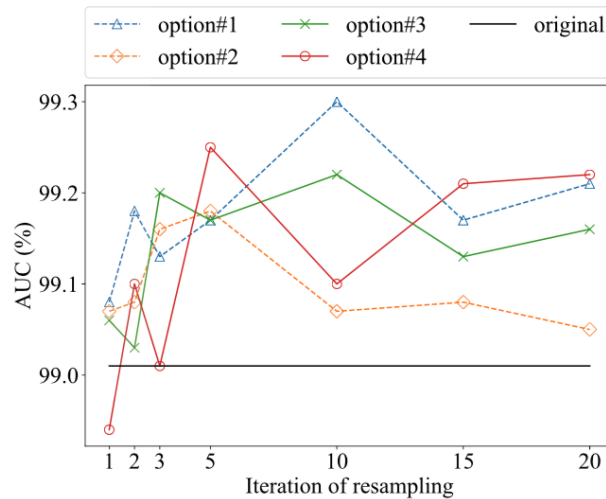 option#1 option#3 original
option#2 option#4
99.3
99.2
99.1
99.0
AUC (%)
1 2 3 5 10 15 20
Iteration of resampling